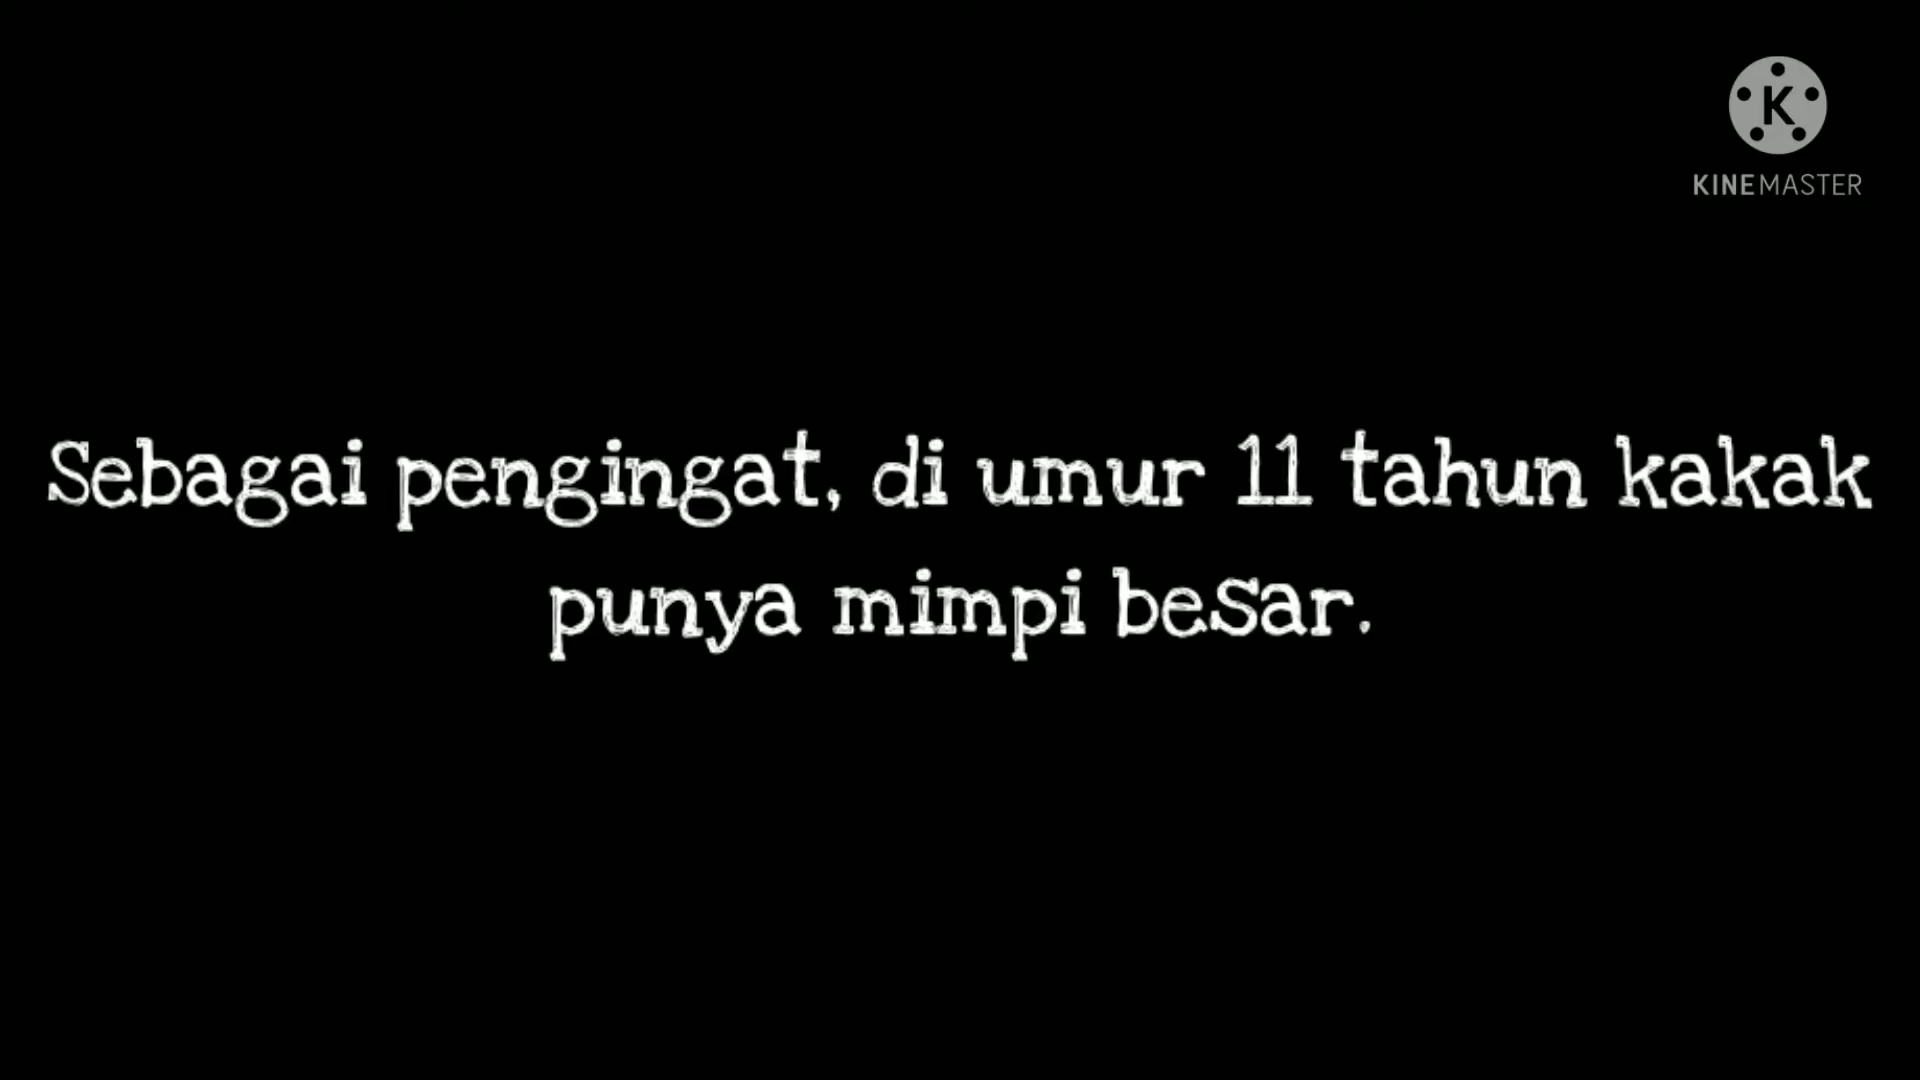 KINEMASTER
Sebagai pengingat, di umur 11 tahun kakak
punya mimpi besar.